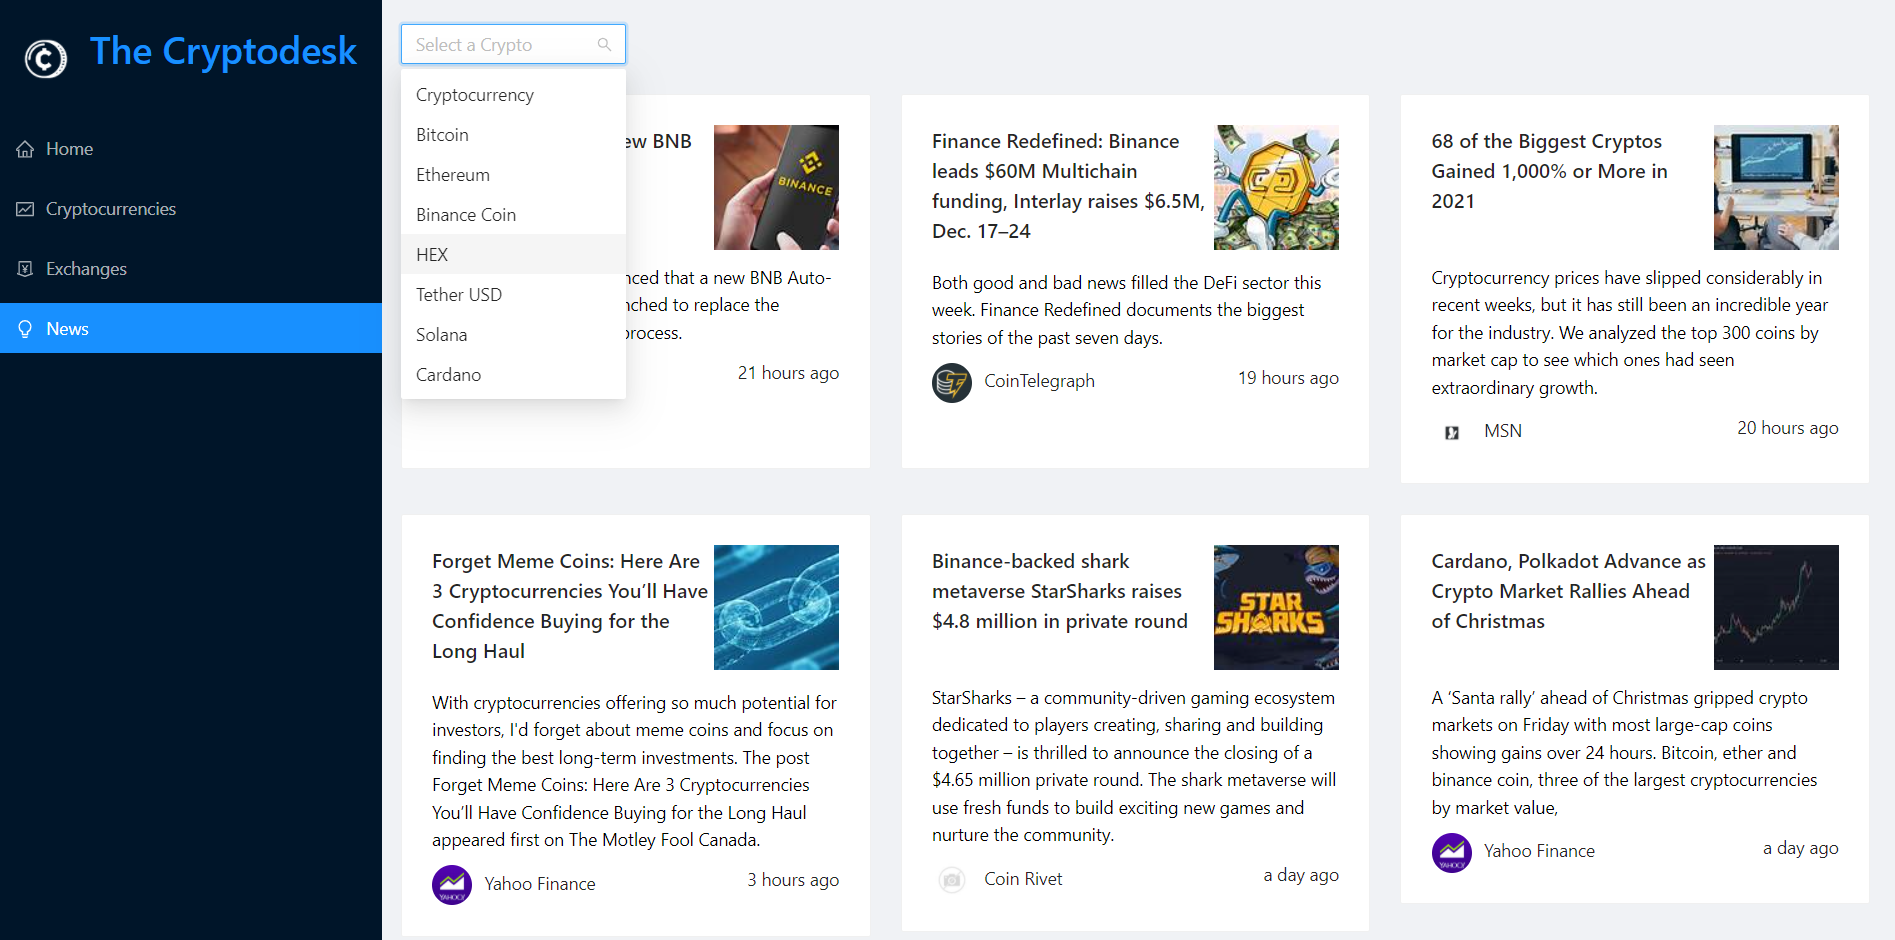 The Cryptodesk
Home
Cryptocurrencies
Exchanges
News
Select a Crypto
Cryptocurrency
Bitcoin
Ethereum
Binance Coin
HEX
Tether USD
Solana
Cardano
BNB
BINANCE
nced that a new BNB Auto-
nched to replace the
process.
21 hours ago
Finance Redefined: Binance
leads $60M Multichain
funding, Interlay raises $6.5M,
Dec. 17–24
Both good and bad news filled the DeFi sector this
week. Finance Redefined documents the biggest
stories of the past seven days.
CoinTelegraph
19 hours ago
68 of the Biggest Cryptos
Gained 1,000% or More in
2021
Cryptocurrency prices have slipped considerably in
recent weeks, but it has still been an incredible year
for the industry. We analyzed the top 300 coins by
market cap to see which ones had seen
extraordinary growth.
MSN
20 hours ago
Forget Meme Coins: Here Are
3 Cryptocurrencies You’ll Have
Confidence Buying for the
Long Haul
With cryptocurrencies offering so much potential for
investors, I'd forget about meme coins and focus on
finding the best long-term investments. The post
Forget Meme Coins: Here Are 3 Cryptocurrencies
You’ll Have Confidence Buying for the Long Haul
appeared first on The Motley Fool Canada.
YAHOO!
Yahoo Finance
3 hours ago
Binance-backed shark
metaverse StarSharks raises
$4.8 million in private round
STAR
SHARKS
StarSharks – a community-driven gaming ecosystem
dedicated to players creating, sharing and building
together – is thrilled to announce the closing of a
$4.65 million private round. The shark metaverse will
use fresh funds to build exciting new games and
nurture the community.
Coin Rivet
a day ago
Cardano, Polkadot Advance as
Crypto Market Rallies Ahead
of Christmas
A ‘Santa rally’ ahead of Christmas gripped crypto
markets on Friday with most large-cap coins
showing gains over 24 hours. Bitcoin, ether and
binance coin, three of the largest cryptocurrencies
by market value,
YAHOO!
Yahoo Finance
a day ago